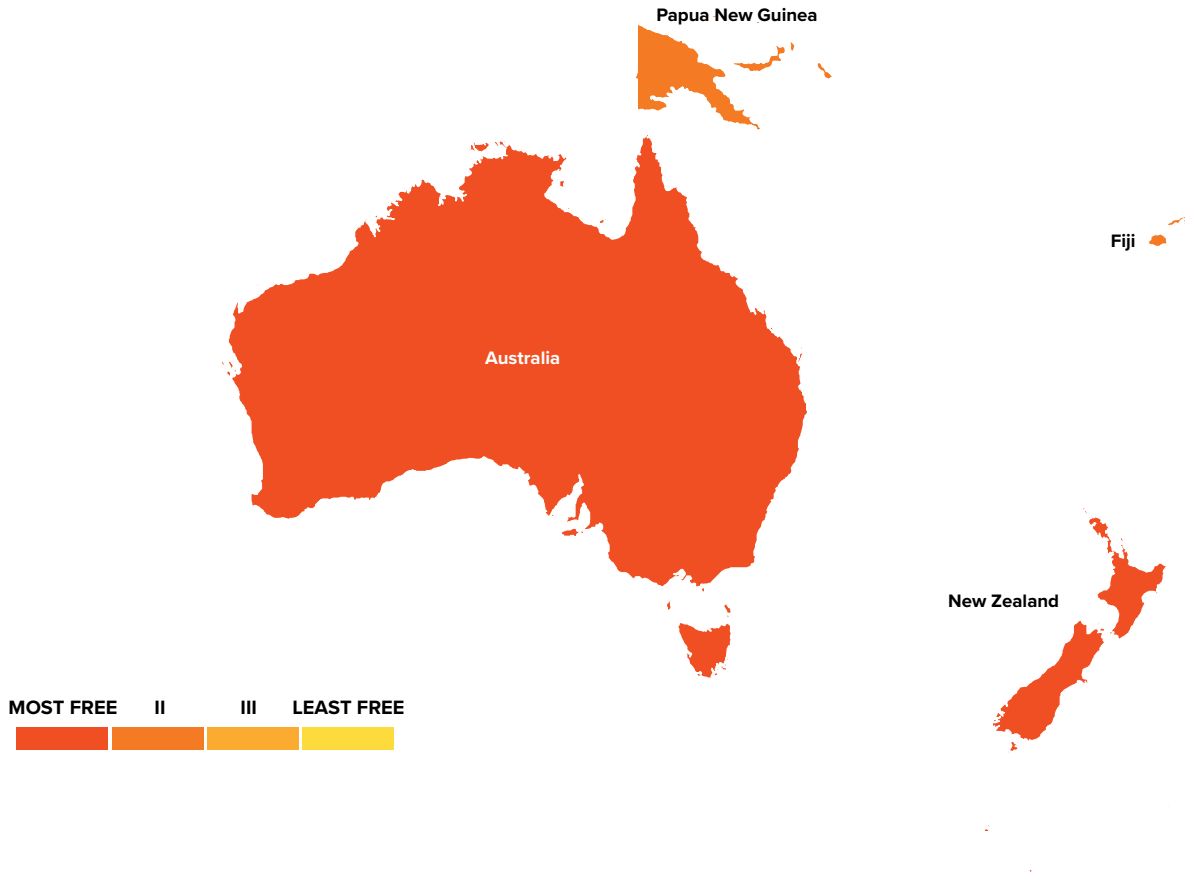 Papua New Guinea
Fiji
Australia
New Zealand
MOST FREE II III LEAST FREE